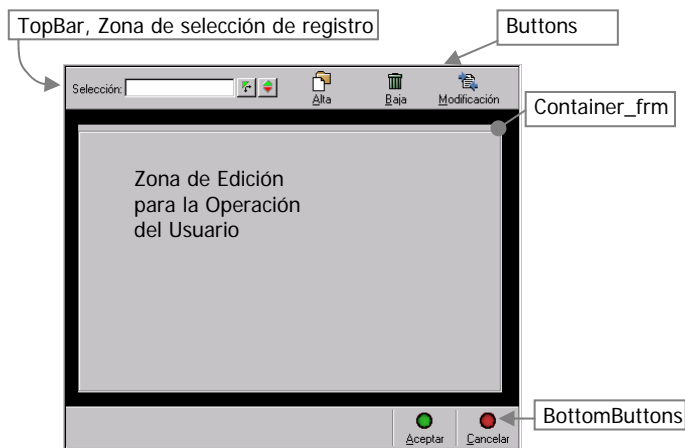 TopBar, Zona de selección de registro
Buttons
Selección:
Alta
Baja
Modificación
Container_frm
Zona de Edición
para la Operación
del Usuario
BottomButtons
Aceptar
Cancelar